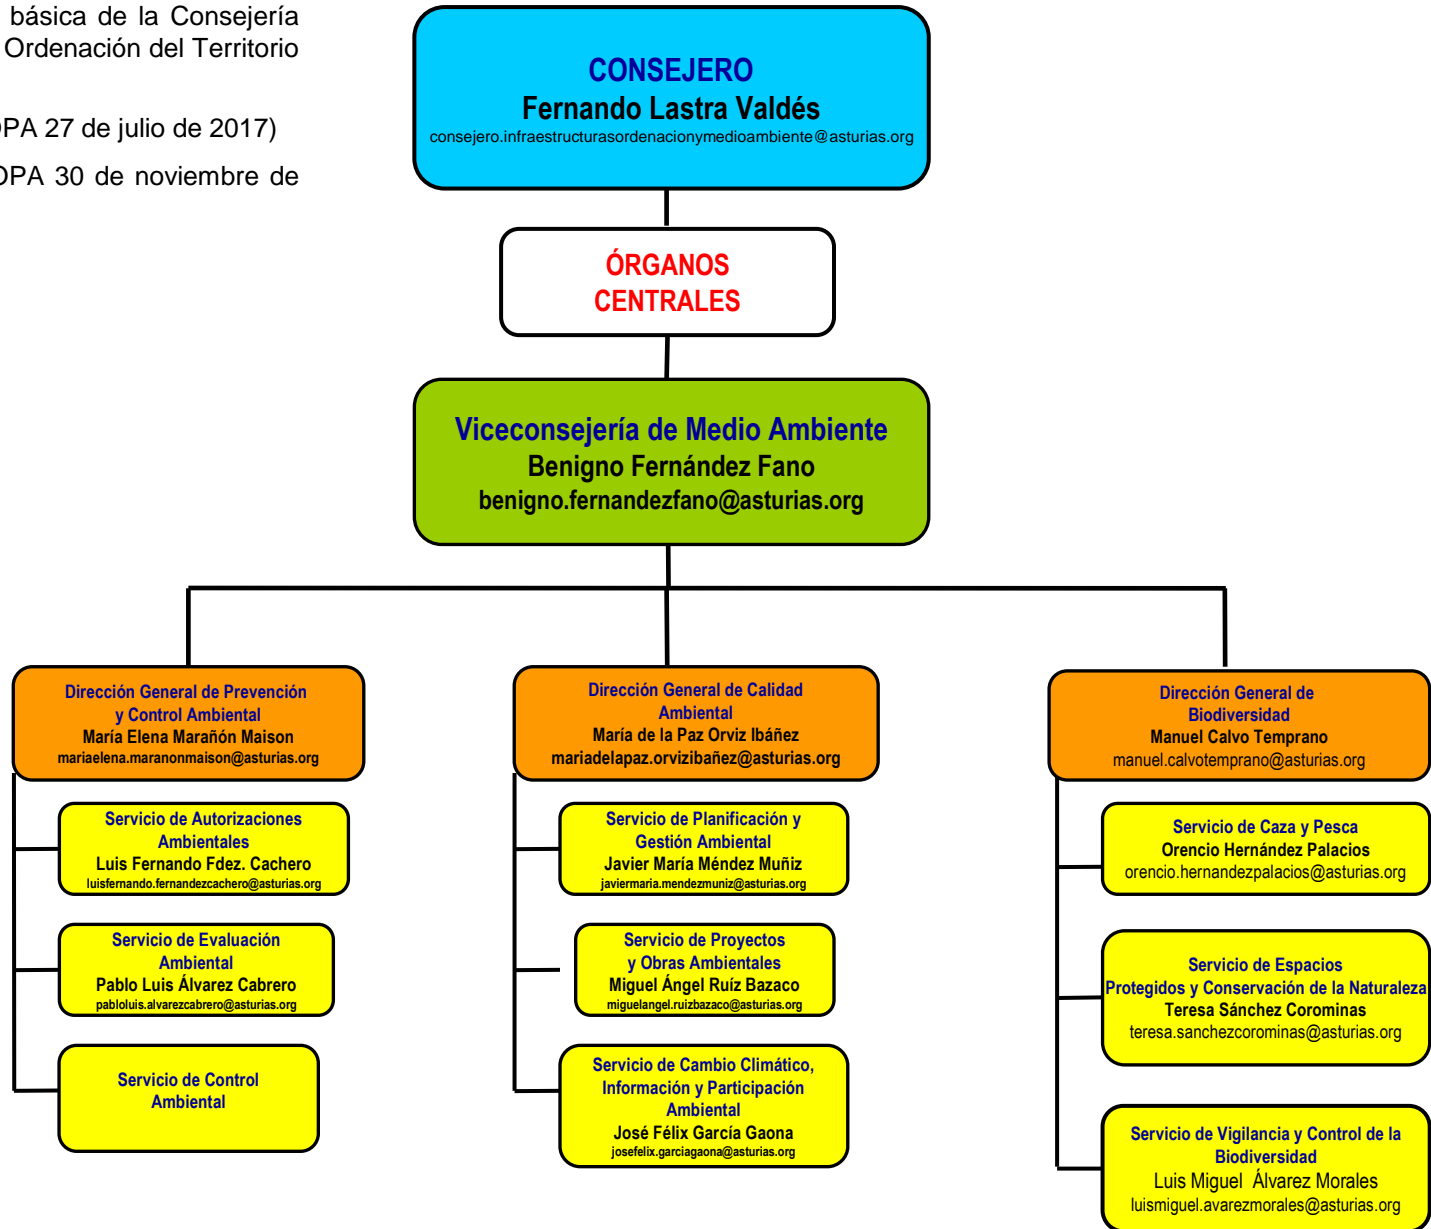 básica de la Consejería
Ordenación del Territorio
OPA 27 de julio de 2017)
OPA 30 de noviembre de
CONSEJERO
Fernando Lastra Valdés
consejero.infraestructurasordenacionymedioambiente@asturias.org
ÓRGANOS
CENTRALES
Viceconsejería de Medio Ambiente
Benigno Fernández Fano
benigno.fernandezfano@asturias.org
Dirección General de Prevención
y Control Ambiental
María Elena Marañón Maison
mariaelena.maranonmaison@asturias.org
Servicio de Autorizaciones
Ambientales
Luis Fernando Fdez. Cachero
luisfernando.fernandezcachero@asturias.org
Servicio de Evaluación
Ambiental
Pablo Luis Álvarez Cabrero
pabloluis.alvarezcabrero@asturias.org
Servicio de Control
Ambiental
Dirección General de Calidad
Ambiental
María de la Paz Orviz Ibáñez
mariadelapaz.orvizibañez@asturias.org
Servicio de Planificación y
Gestión Ambiental
Javier María Méndez Muñiz
javiermaria.mendezmuniz@asturias.org
Servicio de Proyectos
y Obras Ambientales
Miguel Ángel Ruíz Bazaco
miguelangel.ruizbazaco@asturias.org
Servicio de Cambio Climático,
Información y Participación
Ambiental
José Félix García Gaona
josefelix.garciagaona@asturias.org
Dirección General de
Biodiversidad
Manuel Calvo Temprano
manuel.calvotemprano@asturias.org
Servicio de Caza y Pesca
Orencio Hernández Palacios
orencio.hernandezpalacios@asturias.org
Servicio de Espacios
Protegidos y Conservación de la Naturaleza
Teresa Sánchez Corominas
teresa.sanchezcorominas@asturias.org
Servicio de Vigilancia y Control de la
Biodiversidad
Luis Miguel Álvarez Morales
luismiguel.avarezmorales@asturias.org